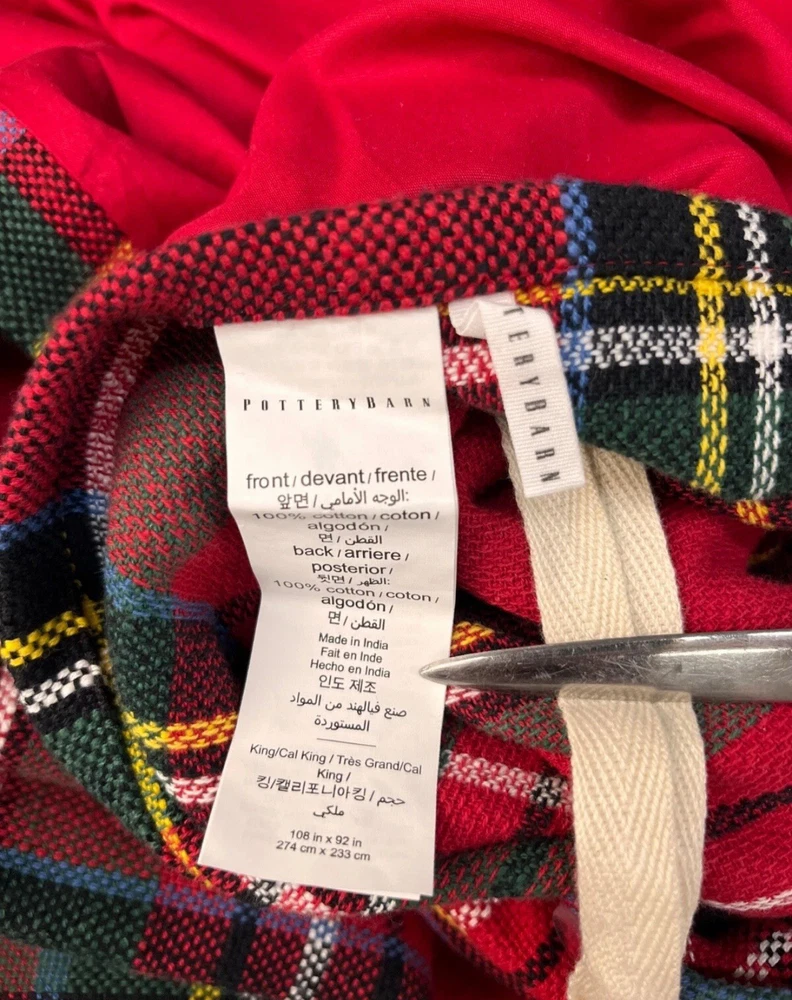 POTTERYBARN
front / devant / frente /
앞면 / الوجه الأمامي:
100% cotton / coton /
algodón /
면 / القطن
back / arriere /
posterior /
뒷면 / الظهر:
100% cotton / coton /
algodón /
면 / القطن
Made in India
Fait en Inde
Hecho en India
인도 제조
صنع فيالهند من المواد
المستوردة
King/Cal King / Très Grand/Cal
King /
킹/캘리포니아킹 / حجم
ملكي
108 in x 92 in
274 cm x 233 cm
TERYBARN